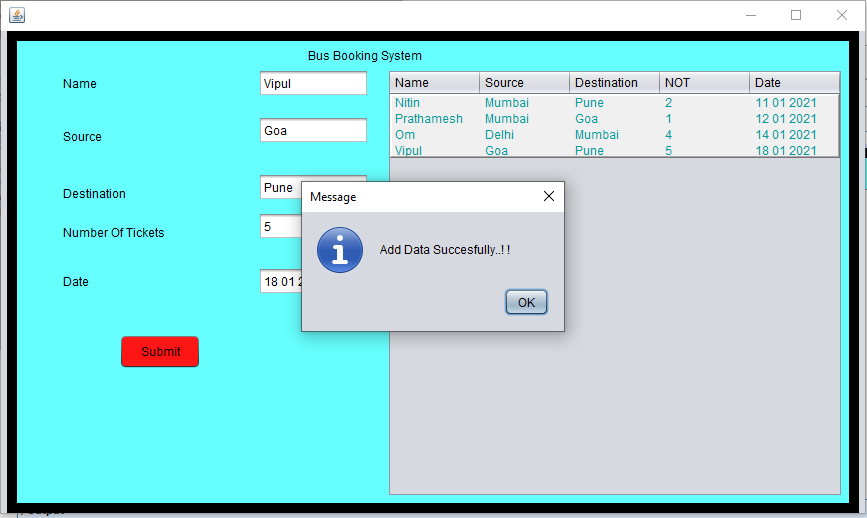 Bus Booking System
Name Vipul
Source Goa
Destination Pune
Number Of Tickets 5
Date 18 01 2
Submit
Name Source Destination NOT Date
Nitin Mumbai Pune 2 11 01 2021
Prathamesh Mumbai Goa 1 12 01 2021
Om Delhi Mumbai 4 14 01 2021
Vipul Goa Pune 5 18 01 2021
Message
Add Data Succesfully..! !
OK